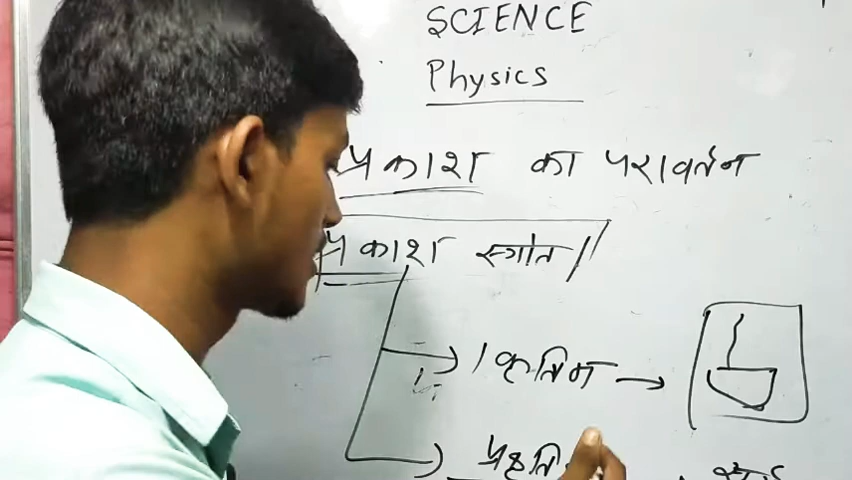 SCIENCE
Physics
प्रकाश का परावर्तन
प्रकाश स्त्रोत
कृत्रिम